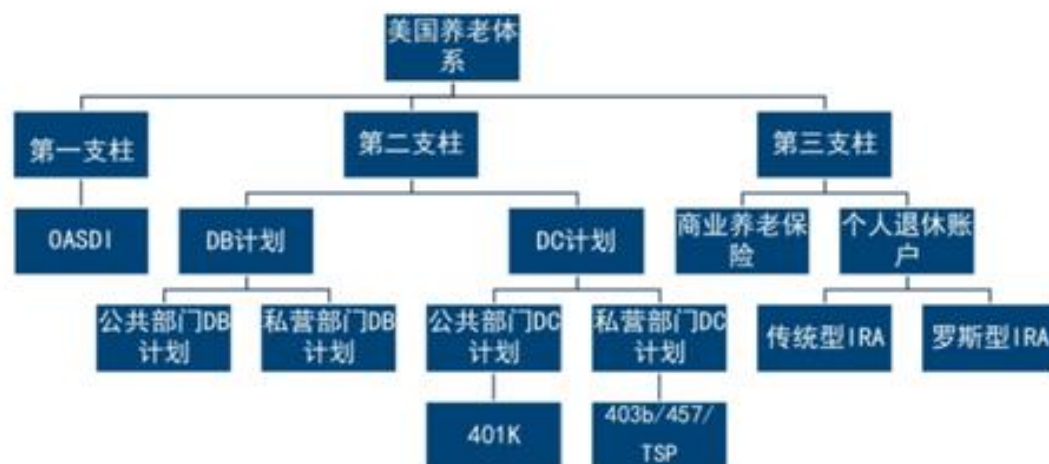 美国养老体
系
第一支柱
第二支柱
第三支柱
OASDI
DB计划
DC计划
商业养老保
险
个人退休账
户
公共部门DB
计划
私营部门DB
计划
公共部门DC
计划
私营部门DC
计划
传统型IRA
罗斯型IRA
401K
403b/457/
TSP